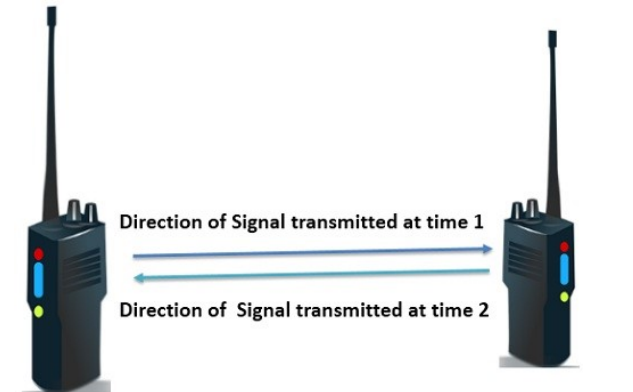 Direction of Signal transmitted at time 1
Direction of  Signal transmitted at time 2